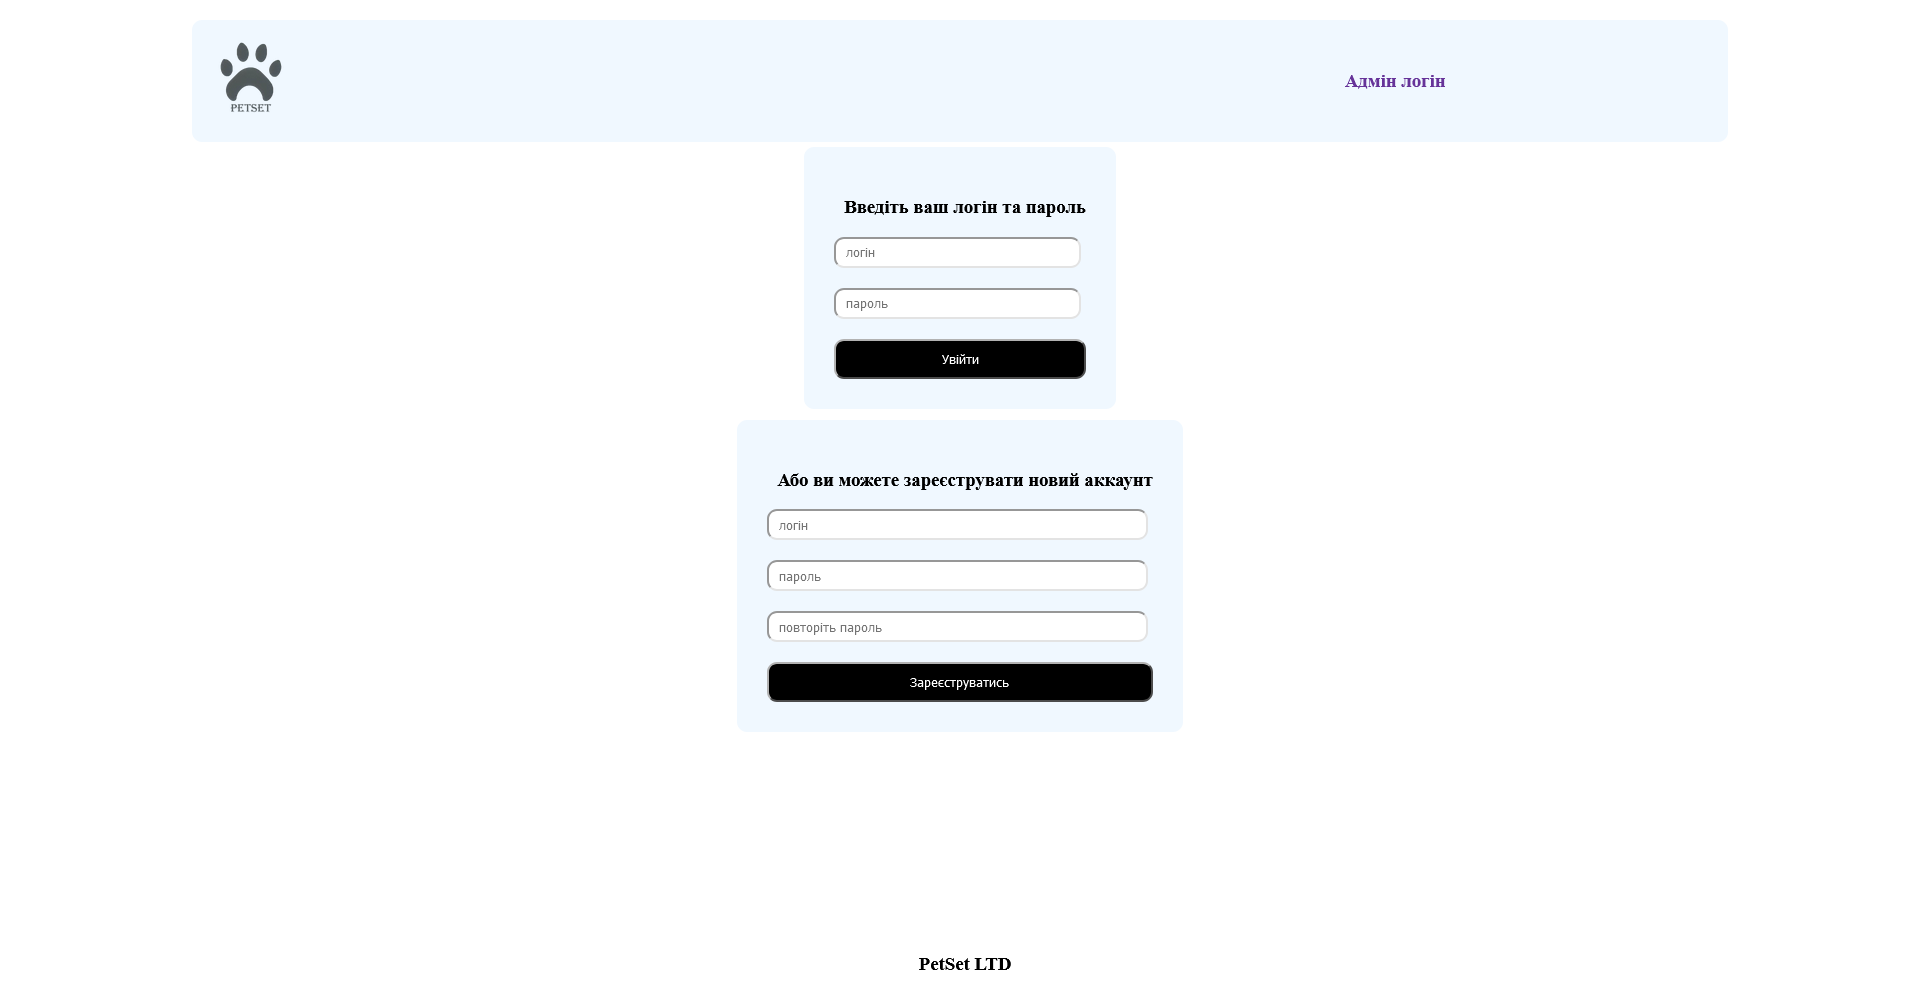 PETSET
Адмін логін
Введіть ваш логін та пароль
логін
пароль
Увійти
Або ви можете зареєструвати новий аккаунт
логін
пароль
повторіть пароль
Зареєструватись
PetSet LTD